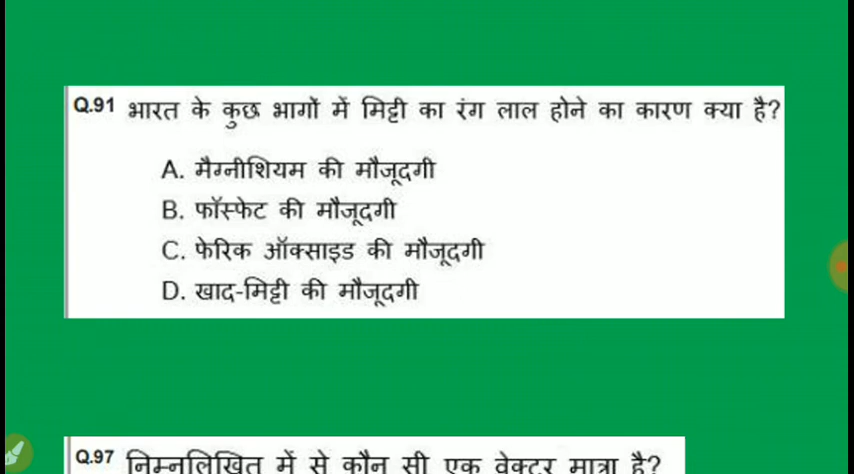 Q.91 भारत के कुछ भागों में मिट्टी का रंग लाल होने का कारण क्या है?
A. मैग्नीशियम की मौजूदगी
B. फॉस्फेट की मौजूदगी
C. फेरिक ऑक्साइड की मौजूदगी
D. खाद-मिट्टी की मौजूदगी
Q.97 निम्नलिखित में से कौन सी एक वेक्टर मात्रा है?